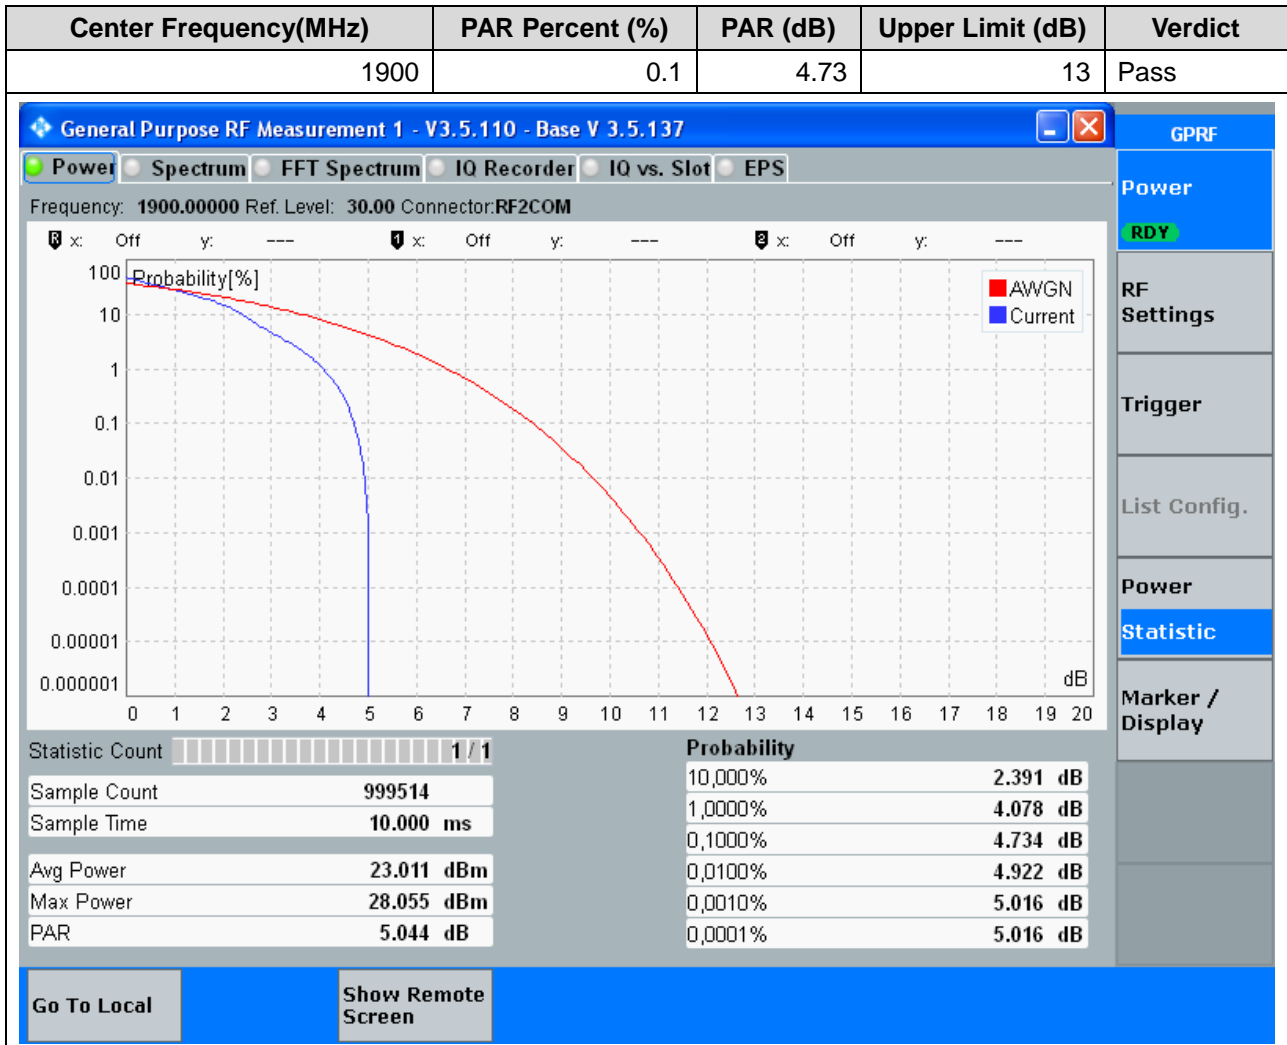 Center Frequency(MHz) PAR Percent (%) PAR (dB) Upper Limit (dB) Verdict
1900 0.1 4.73 13 Pass
General Purpose RF Measurement 1 - V3.5.110 - Base V 3.5.137
GPRF
Power Spectrum FFT Spectrum IQ Recorder IQ vs. Slot EPS
Power
RDY
Frequency: 1900.00000 Ref. Level: 30.00 Connector:RF2COM
R x: Off y: --- 1 x: Off y: --- 2 x: Off y: ---
100 Probability[%]
AWGN
Current
10
1
0.1
0.01
0.001
0.0001
0.00001
0.000001
dB
0 1 2 3 4 5 6 7 8 9 10 11 12 13 14 15 16 17 18 19 20
RF
Settings
Trigger
List Config.
Power
Statistic
Marker /
Display
Statistic Count 1 / 1
Sample Count 999514
Sample Time 10.000 ms
Avg Power 23.011 dBm
Max Power 28.055 dBm
PAR 5.044 dB
Probability
10,000% 2.391 dB
1,0000% 4.078 dB
0,1000% 4.734 dB
0,0100% 4.922 dB
0,0010% 5.016 dB
0,0001% 5.016 dB
Go To Local
Show Remote
Screen